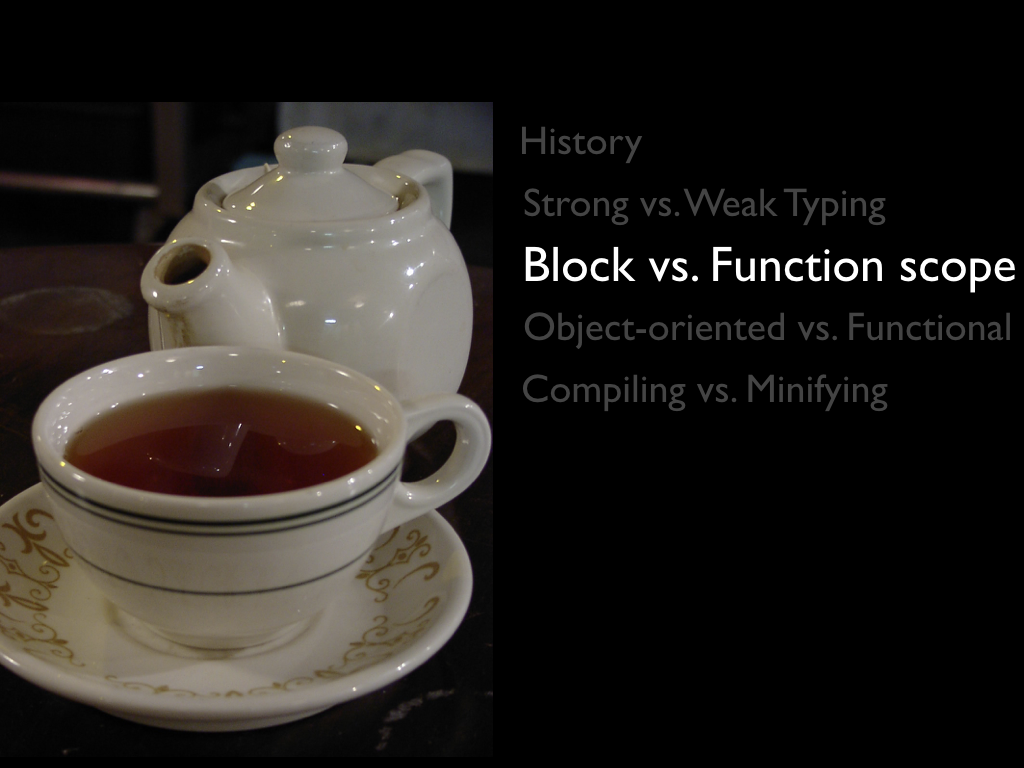 History
Strong vs. Weak Typing
Block vs. Function scope
Object-oriented vs. Functional
Compiling vs. Minifying